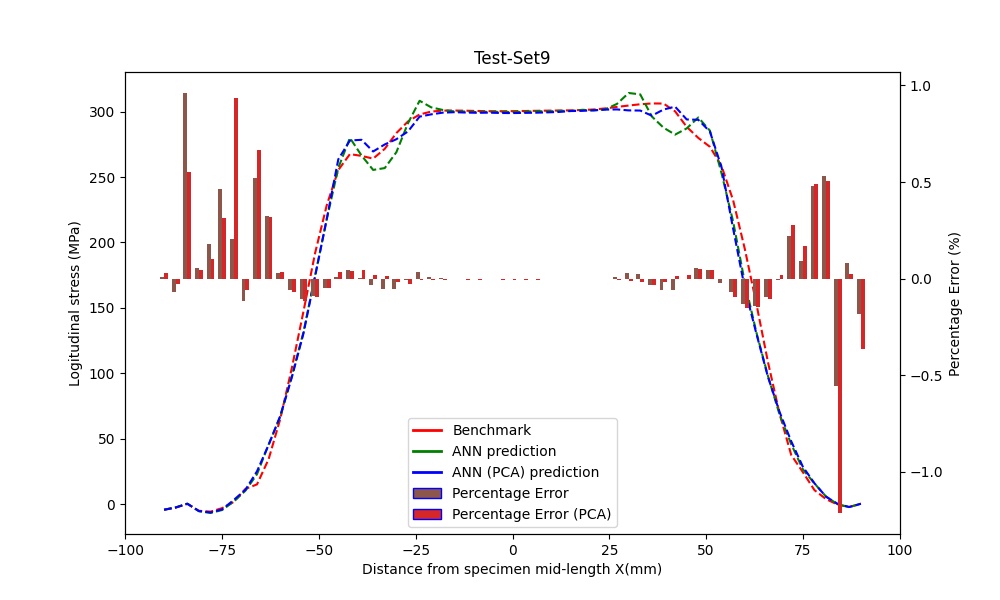 Test-Set9
300
250
200
150
100
50
0
Logitudinal stress (MPa)
1.0
0.5
0.0
−0.5
−1.0
Percentage Error (%)
Benchmark
ANN prediction
ANN (PCA) prediction
Percentage Error
Percentage Error (PCA)
−100 −75 −50 −25 0 25 50 75 100
Distance from specimen mid-length X(mm)